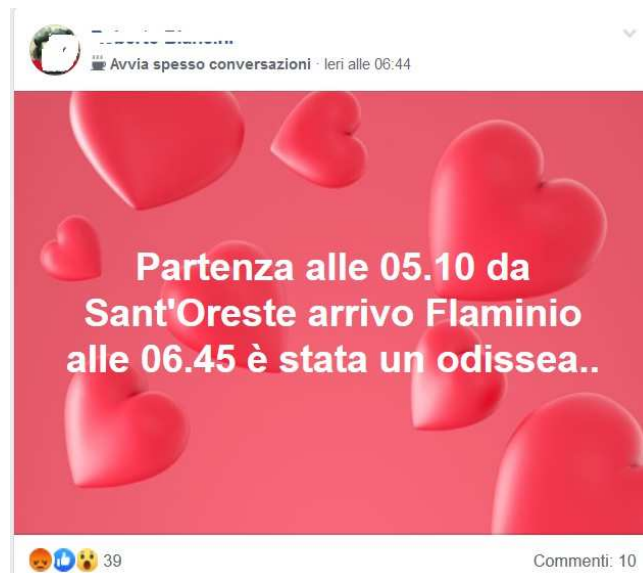 Avvia spesso conversazioni · Ieri alle 06:44
Partenza alle 05.10 da
Sant'Oreste arrivo Flaminio
alle 06.45 è stata un odissea..
39
Commenti: 10